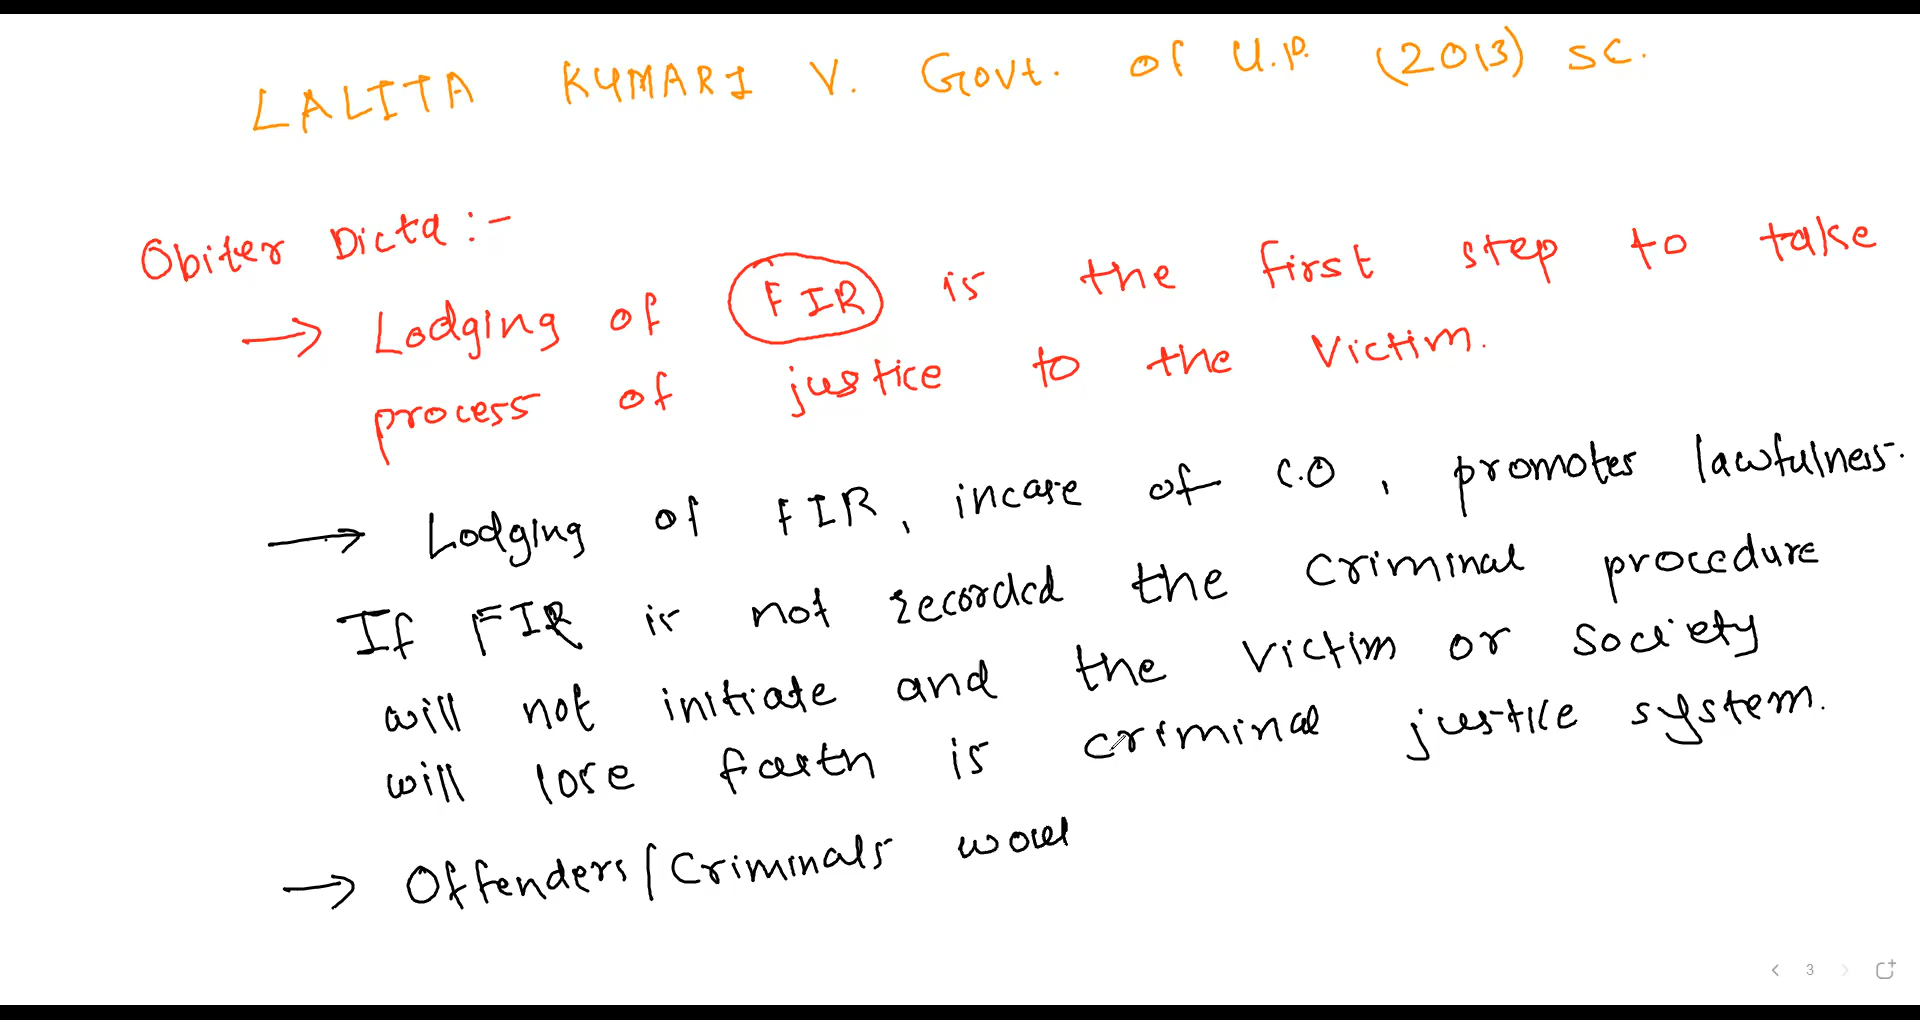 LALITA KUMARI V. Govt. of U.P. (2013) SC.
Obiter Dicta :-
→ Lodging of FIR is the first step to take
process of justice to the victim.
→ Lodging of FIR, incase of C.O, promotes lawfulness.
If FIR is not recorded the criminal procedure
will not initiate and the victim or society
will lose faith is criminal justice system.
→ Offenders/Criminals woul
3